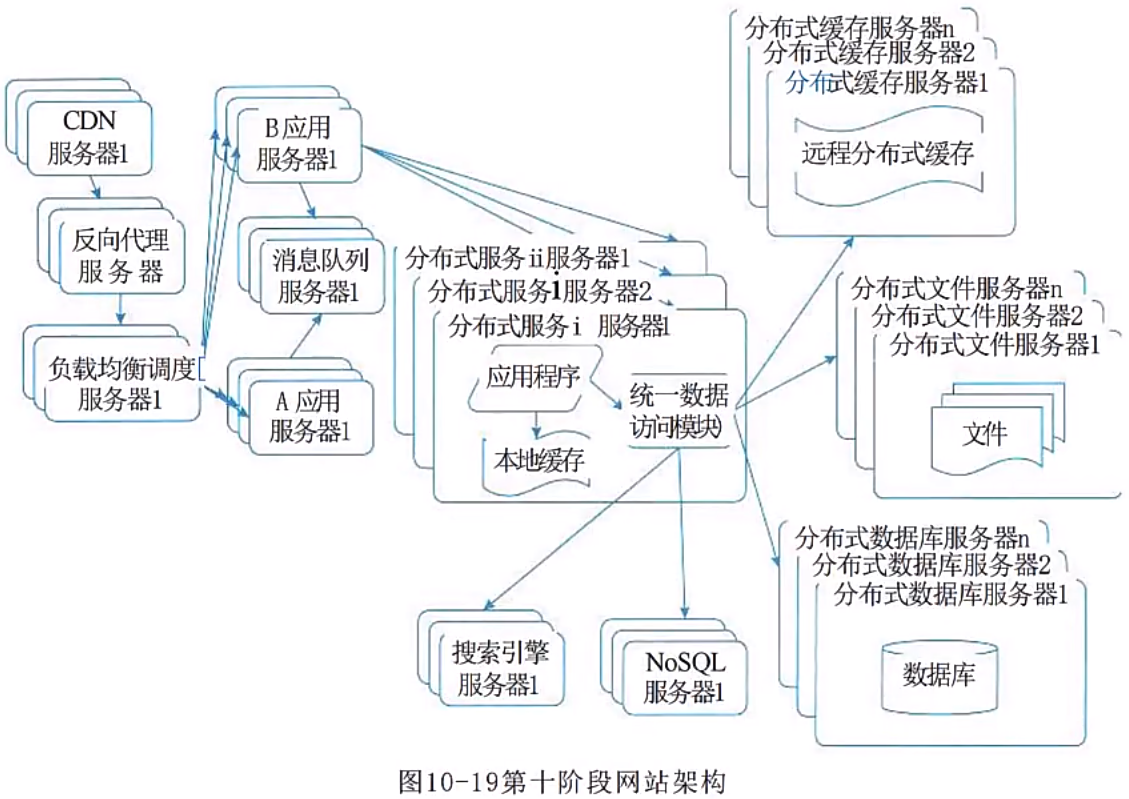 CDN
服务器1
反向代理
服务器
负载均衡调度
服务器1
B应用
服务器1
消息队列
服务器1
A应用
服务器1
分布式服务ii服务器1
分布式服务i服务器2
分布式服务i 服务器1
应用程序
本地缓存
统一数据
访问模块
分布式缓存服务器n
分布式缓存服务器2
分布式缓存服务器1
远程分布式缓存
分布式文件服务器n
分布式文件服务器2
分布式文件服务器1
文件
分布式数据库服务器n
分布式数据库服务器2
分布式数据库服务器1
数据库
搜索引擎
服务器1
NoSQL
服务器1
图10-19第十阶段网站架构